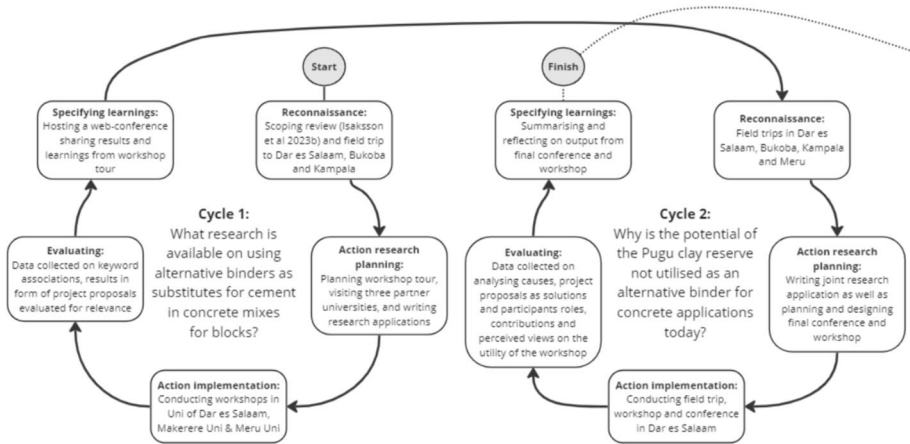 Start
Reconnaissance:
Scoping review (Isaksson
et al 2023b) and field trip
to Dar es Salaam, Bukoba
and Kampala
Action research
planning:
Planning workshop tour,
visiting three partner
universities, and writing
research applications
Action implementation:
Conducting workshops in
Uni of Dar es Salaam,
Makerere Uni & Meru Uni
Evaluating:
Data collected on keyword
associations, results in
form of project proposals
evaluated for relevance
Specifying learnings:
Hosting a web-conference
sharing results and
learnings from workshop
tour
Cycle 1:
What research is
available on using
alternative binders as
substitutes for cement
in concrete mixes
for blocks?
Reconnaissance:
Field trips in Dar es
Salaam, Bukoba, Kampala
and Meru
Action research
planning:
Writing joint research
application as well as
planning and designing
final conference and
workshop
Action implementation:
Conducting field trip,
workshop and conference
in Dar es Salaam
Evaluating:
Data collected on
analysing causes, project
proposals as solutions
and participants roles,
contributions and
perceived views on the
utility of the workshop
Specifying learnings:
Summarising and
reflecting on output from
final conference and
workshop
Finish
Cycle 2:
Why is the potential of
the Pugu clay reserve
not utilised as an
alternative binder for
concrete applications
today?